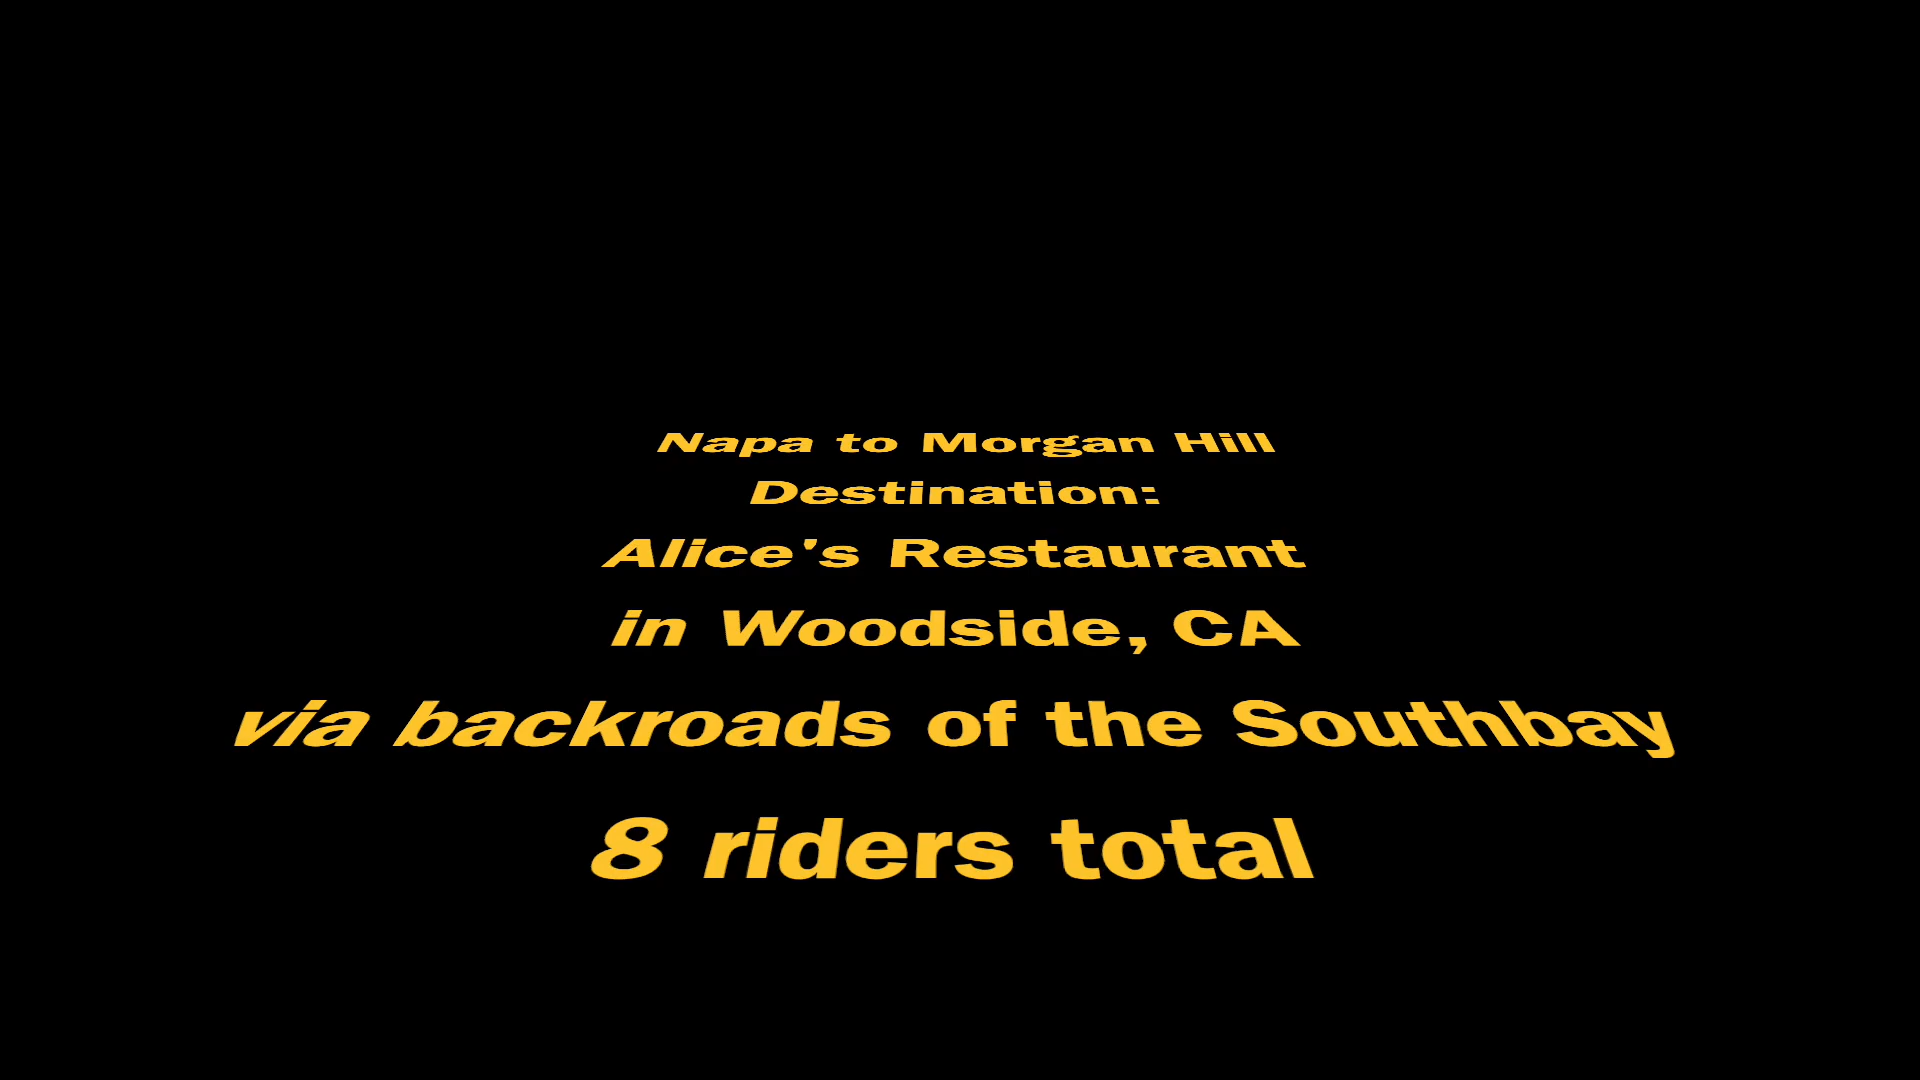 Napa to Morgan Hill
Destination:
Alice's Restaurant
in Woodside, CA
via backroads of the Southbay
8 riders total